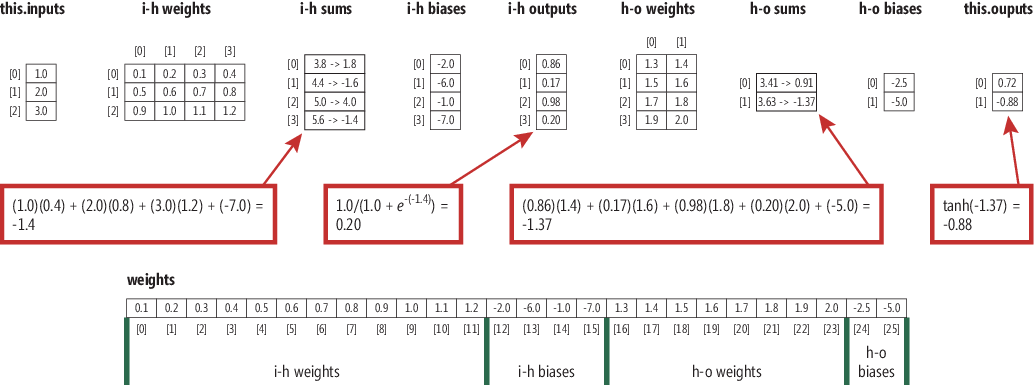 this.inputs i-h weights i-h sums i-h biases i-h outputs h-o weights h-o sums h-o biases this.ouputs
[0] [1] [2] [3] [0] [1]
[0] 1.0 [0] 0.1 0.2 0.3 0.4 [0] 3.8 -> 1.8 [0] -2.0 [0] 0.86 [0] 1.3 1.4
[1] 2.0 [1] 0.5 0.6 0.7 0.8 [1] 4.4 -> -1.6 [1] -6.0 [1] 0.17 [1] 1.5 1.6 [0] 3.41 -> 0.91 [0] -2.5 [0] 0.72
[2] 3.0 [2] 0.9 1.0 1.1 1.2 [2] 5.0 -> 4.0 [2] -1.0 [2] 0.98 [2] 1.7 1.8 [1] 3.63 -> -1.37 [1] -5.0 [1] -0.88
[3] 5.6 -> -1.4 [3] -7.0 [3] 0.20 [3] 1.9 2.0
(1.0)(0.4) + (2.0)(0.8) + (3.0)(1.2) + (-7.0) =
-1.4
1.0/(1.0 + e-(-1.4)) =
0.20
(0.86)(1.4) + (0.17)(1.6) + (0.98)(1.8) + (0.20)(2.0) + (-5.0) =
-1.37
tanh(-1.37) =
-0.88
weights
0.1 0.2 0.3 0.4 0.5 0.6 0.7 0.8 0.9 1.0 1.1 1.2 -2.0 -6.0 -1.0 -7.0 1.3 1.4 1.5 1.6 1.7 1.8 1.9 2.0 -2.5 -5.0
[0] [1] [2] [3] [4] [5] [6] [7] [8] [9] [10] [11] [12] [13] [14] [15] [16] [17] [18] [19] [20] [21] [22] [23] [24] [25]
i-h weights i-h biases h-o weights h-o
biases